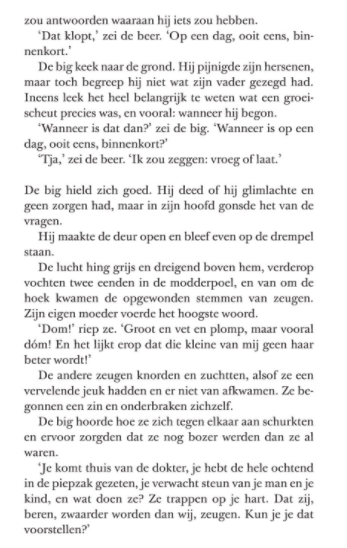 zou antwoorden waaraan hij iets zou hebben.
‘Dat klopt,’ zei de beer. ‘Op een dag, ooit eens, bin-
nenkort.’
De big keek naar de grond. Hij pijnigde zijn hersenen,
maar toch begreep hij niet wat zijn vader gezegd had.
Ineens leek het heel belangrijk te weten wat een groei-
scheut precies was, en vooral: wanneer hij begon.
‘Wanneer is dat dan?’ zei de big. ‘Wanneer is op een
dag, ooit eens, binnenkort?’
‘Tja,’ zei de beer. ‘Ik zou zeggen: vroeg of laat.’
De big hield zich goed. Hij deed of hij glimlachte en
geen zorgen had, maar in zijn hoofd gonsde het van de
vragen.
Hij maakte de deur open en bleef even op de drempel
staan.
De lucht hing grijs en dreigend boven hem, verderop
vochten twee eenden in de modderpoel, en van om de
hoek kwamen de opgewonden stemmen van zeugen.
Zijn eigen moeder voerde het hoogste woord.
‘Dom!’ riep ze. ‘Groot en vet en plomp, maar vooral
dóm! En het lijkt erop dat die kleine van mij geen haar
beter wordt!’
De andere zeugen knorden en zuchtten, alsof ze een
vervelende jeuk hadden en er niet van afkwamen. Ze be-
gonnen een zin en onderbraken zichzelf.
De big hoorde hoe ze zich tegen elkaar aan schurkten
en ervoor zorgden dat ze nog bozer werden dan ze al
waren.
‘Je komt thuis van de dokter, je hebt de hele ochtend
in de piepzak gezeten, je verwacht steun van je man en je
kind, en wat doen ze? Ze trappen op je hart. Dat zij,
beren, zwaarder worden dan wij, zeugen. Kun je je dat
voorstellen?’